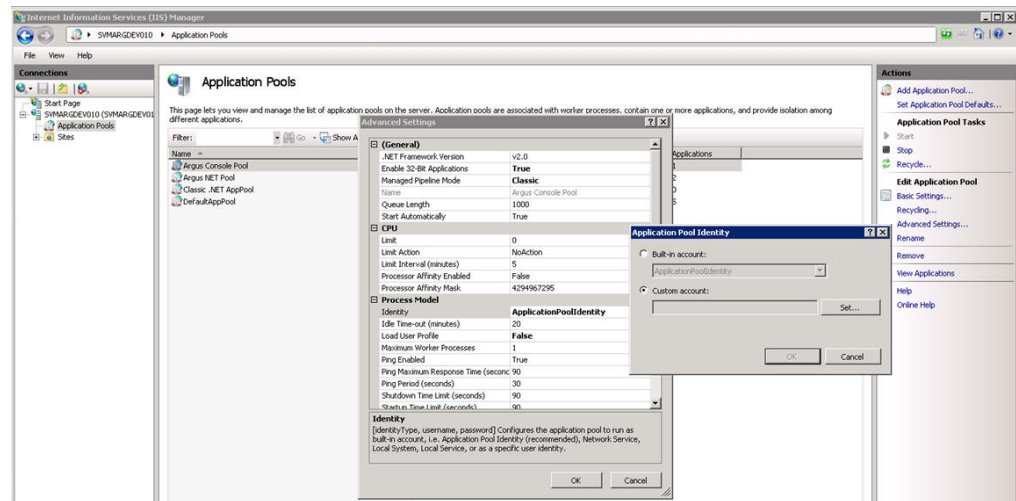 Internet Information Services (IIS) Manager
SVMARGDEV010 Application Pools
File View Help
Connections
Start Page
SVMARGDEV010 (SVMARGDEV01
Application Pools
Sites
Application Pools
This page lets you view and manage the list of application pools on the server. Application pools are associated with worker processes, contain one or more applications, and provide isolation among
different applications.
Filter: Go Show A
Name Applications
Argus Console Pool 1
Argus NET Pool 2
Classic .NET AppPool 0
DefaultAppPool
Advanced Settings
(General)
.NET Framework Version v2.0
Enable 32-Bit Applications True
Managed Pipeline Mode Classic
Name Argus Console Pool
Queue Length 1000
Start Automatically True
CPU
Limit 0
Limit Action NoAction
Limit Interval (minutes) 5
Processor Affinity Enabled False
Processor Affinity Mask 4294967295
Process Model
Identity ApplicationPoolIdentity
Idle Time-out (minutes) 20
Load User Profile False
Maximum Worker Processes 1
Ping Enabled True
Ping Maximum Response Time (seconc 90
Ping Period (seconds) 30
Shutdown Time Limit (seconds) 90
Startup Time Limit (seconds) 90
Identity
[identityType, username, password] Configures the application pool to run as
built-in account, i.e. Application Pool Identity (recommended), Network Service,
Local System, Local Service, or as a specific user identity.
OK Cancel
Application Pool Identity
Built-in account:
ApplicationPoolIdentity
Custom account:
Set...
OK Cancel
Actions
Add Application Pool...
Set Application Pool Defaults...
Application Pool Tasks
Start
Stop
Recycle...
Edit Application Pool
Basic Settings...
Recycling...
Advanced Settings...
Rename
Remove
View Applications
Help
Online Help